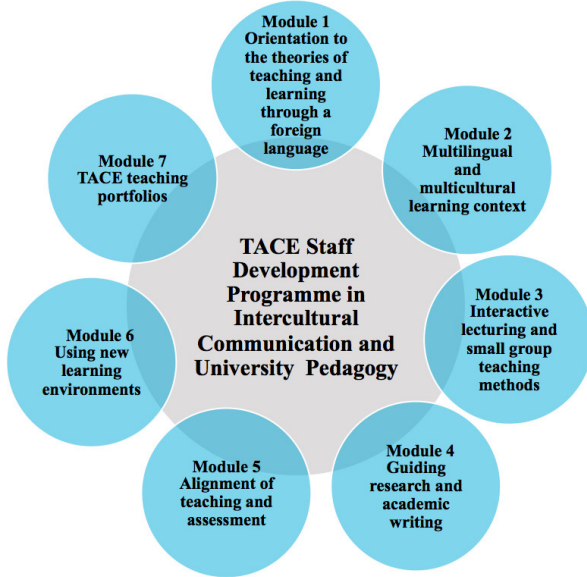 Module 1
Orientation to
the theories of
teaching and
learning
through a
foreign
language
Module 2
Multilingual
and
multicultural
learning context
Module 3
Interactive
lecturing and
small group
teaching
methods
Module 4
Guiding
research and
academic
writing
Module 5
Alignment of
teaching and
assessment
Module 6
Using new
learning
environments
Module 7
TACE teaching
portfolios
TACE Staff
Development
Programme in
Intercultural
Communication and
University Pedagogy